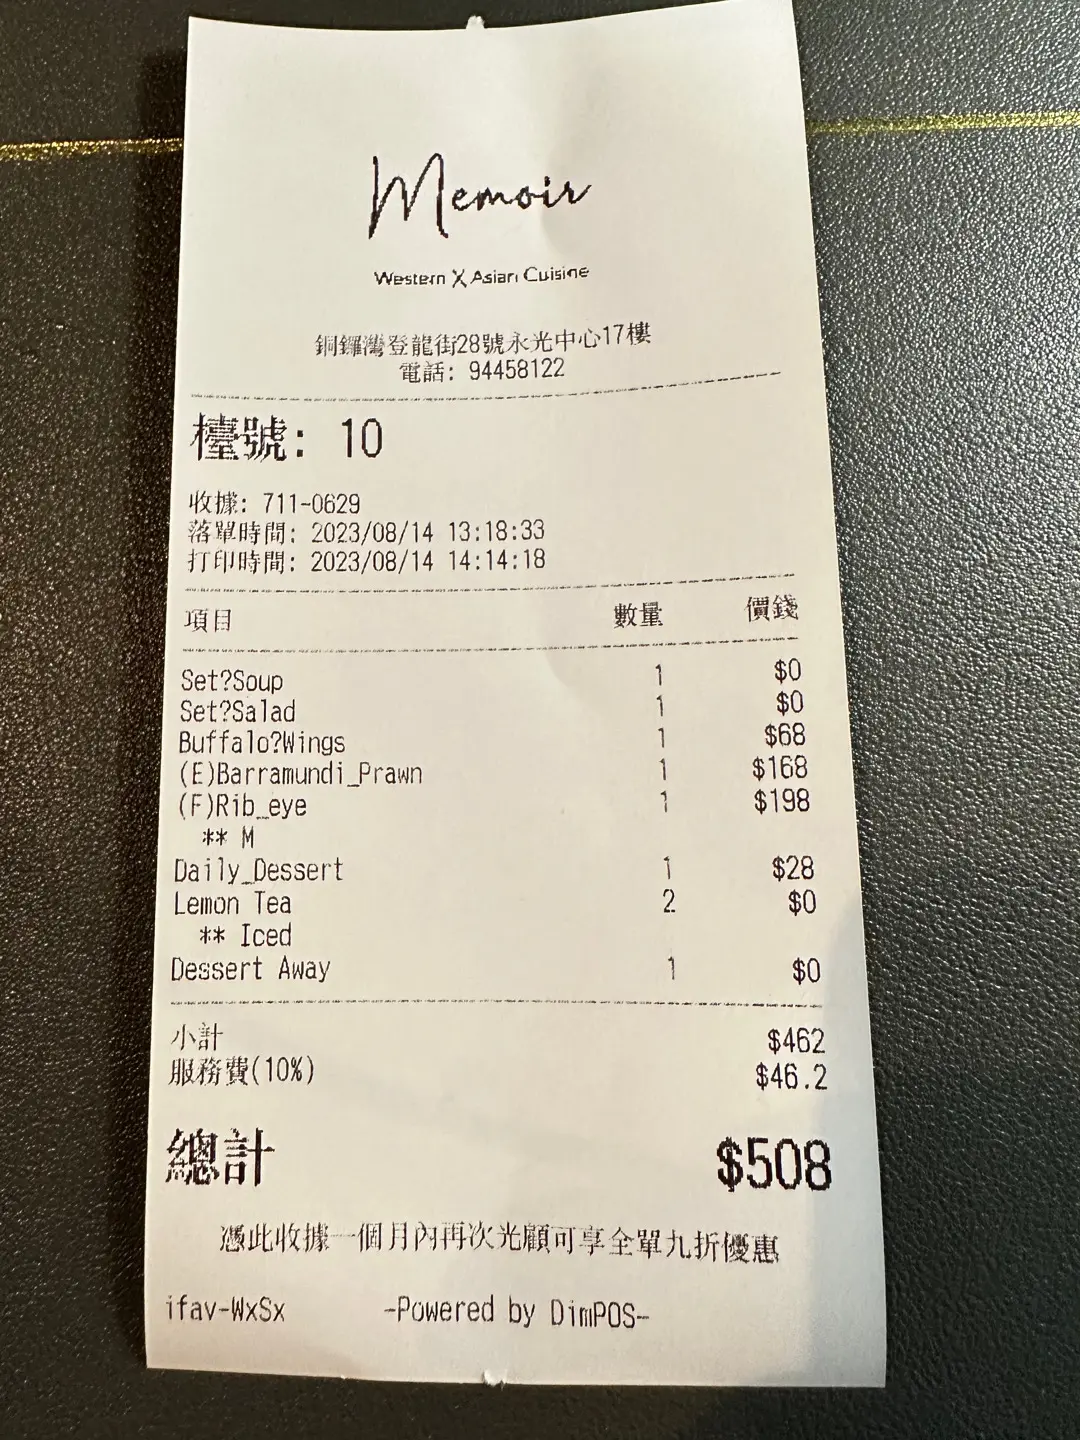 Memoir
Western X Asian Cuisine
銅鑼灣登龍街28號永光中心17樓
電話: 94458122
檯號: 10
收據: 711-0629
落單時間: 2023/08/14 13:18:33
打印時間: 2023/08/14 14:14:18
項目 數量 價錢
Set?Soup 1 $0
Set?Salad 1 $0
Buffalo?Wings 1 $68
(E)Barramundi_Prawn 1 $168
(F)Rib_eye 1 $198
** M
Daily_Dessert 1 $28
Lemon Tea 2 $0
** Iced
Dessert Away 1 $0
小計 $462
服務費(10%) $46.2
總計 $508
憑此收據一個月內再次光顧可享全單九折優惠
ifav-WxSx -Powered by DimPOS-